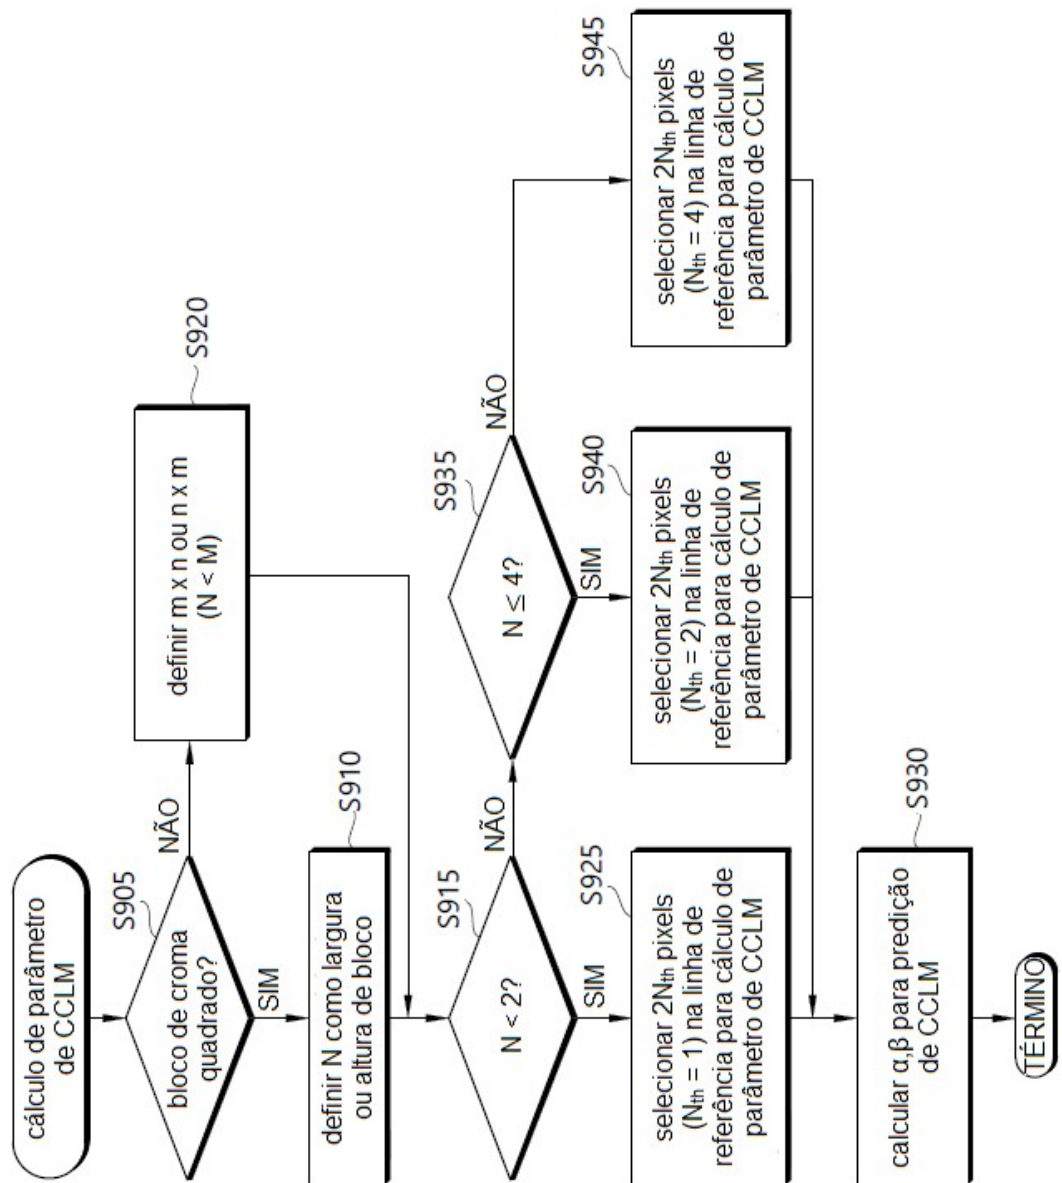 cálculo de parâmetro
de CCLM
S905
bloco de croma
quadrado?
NÃO
SIM
S920
definir m x n ou n x m
(N < M)
S910
definir N como largura
ou altura de bloco
S915
N < 2?
NÃO
SIM
S935
N ≤ 4?
NÃO
SIM
S925
selecionar 2Nth pixels
(Nth = 1) na linha de
referência para cálculo de
parâmetro de CCLM
S940
selecionar 2Nth pixels
(Nth = 2) na linha de
referência para cálculo de
parâmetro de CCLM
S945
selecionar 2Nth pixels
(Nth = 4) na linha de
referência para cálculo de
parâmetro de CCLM
S930
calcular α,β para predição
de CCLM
TÉRMINO